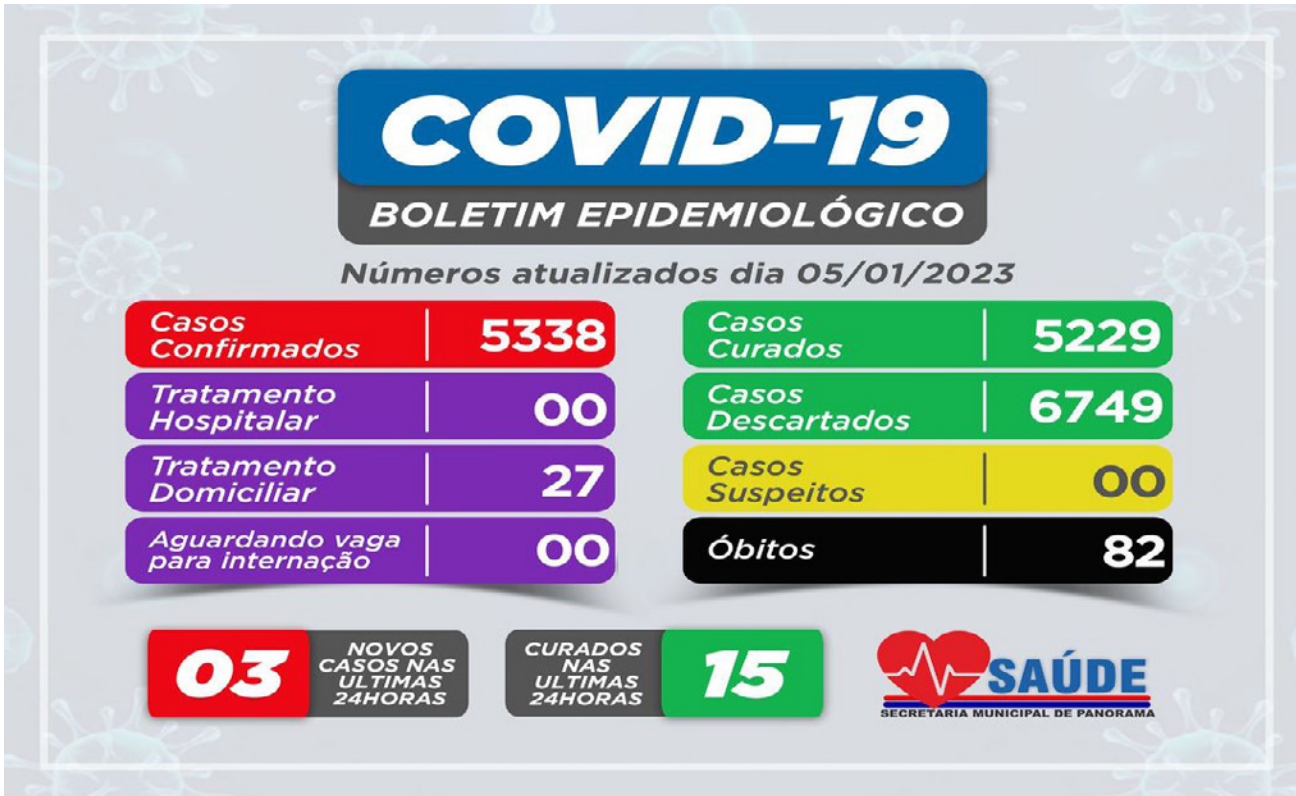 COVID-19
BOLETIM EPIDEMIOLÓGICO
Números atualizados dia 05/01/2023
Casos
Confirmados
5338
Tratamento
Hospitalar
00
Tratamento
Domiciliar
27
Aguardando vaga
para internação
00
Casos
Curados
5229
Casos
Descartados
6749
Casos
Suspeitos
00
Óbitos
82
03
NOVOS
CASOS NAS
ULTIMAS
24HORAS
CURADOS
NAS
ULTIMAS
24HORAS
15
SAÚDE
SECRETARIA MUNICIPAL DE PANORAMA